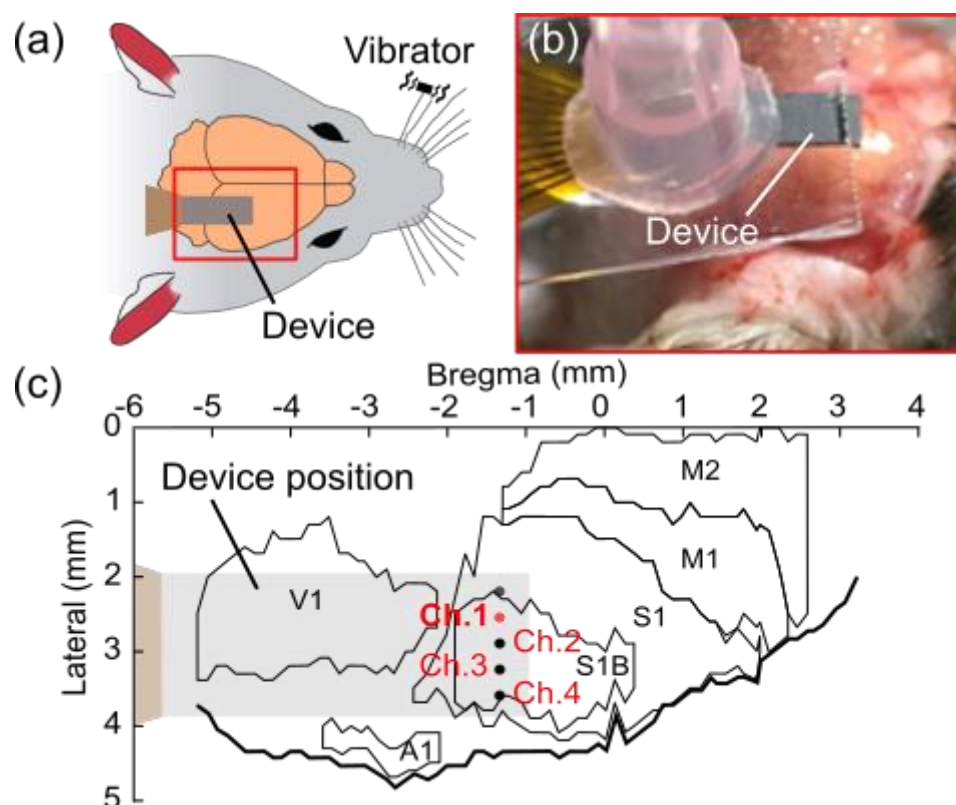 (a)
Vibrator
Device
(b)
Device
(c)
Bregma (mm)
-6 -5 -4 -3 -2 -1 0 1 2 3 4
0
1
2
3
4
5
Lateral (mm)
Device position
V1
A1
M2
M1
S1
S1B
Ch.1
Ch.2
Ch.3
Ch.4